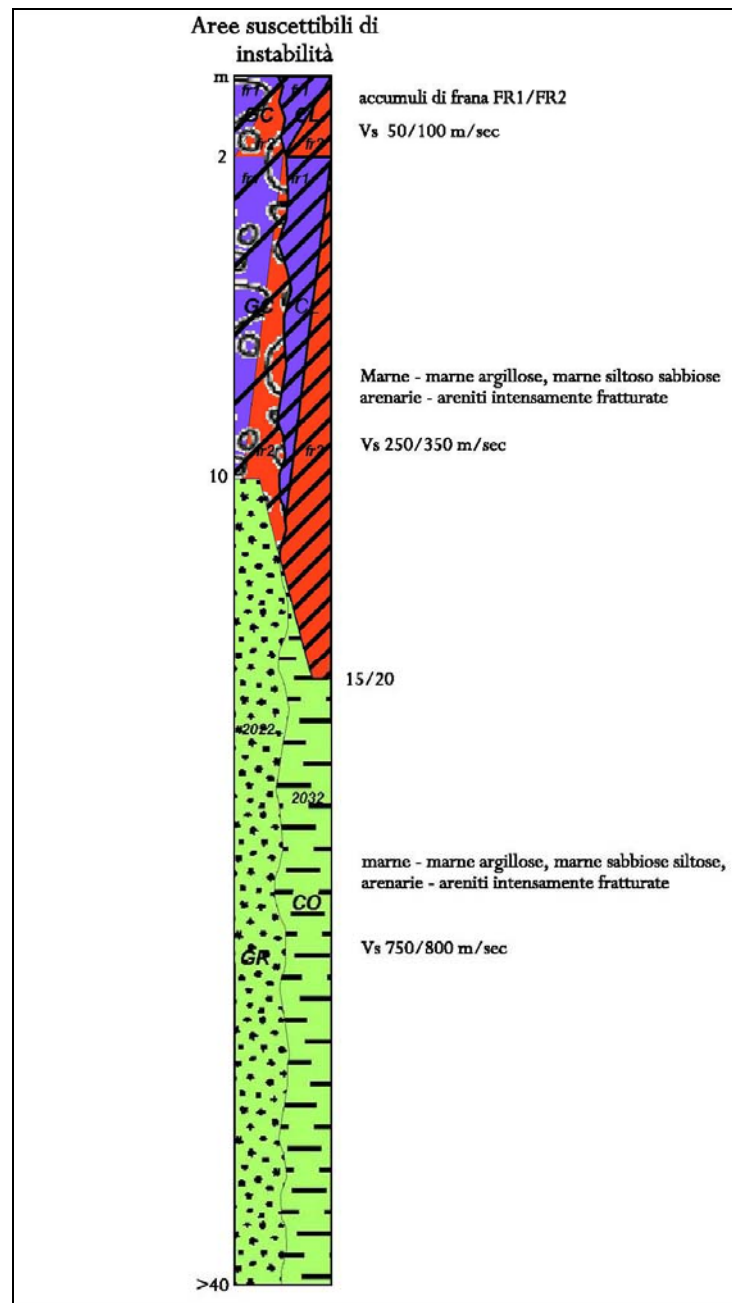 Aree suscettibili di
instabilità
m
fr1
fr1
accumuli di frana FR1/FR2
GC
CL
Vs 50/100 m/sec
fr2
fr2
2
fr1
fr1
GC
CL
Marne - marne argillose, marne siltoso sabbiose
arenarie - areniti intensamente fratturate
Vs 250/350 m/sec
fr2
fr2
10
15/20
2022
2032
marne - marne argillose, marne sabbiose siltose,
arenarie - areniti intensamente fratturate
CO
Vs 750/800 m/sec
GR
>40